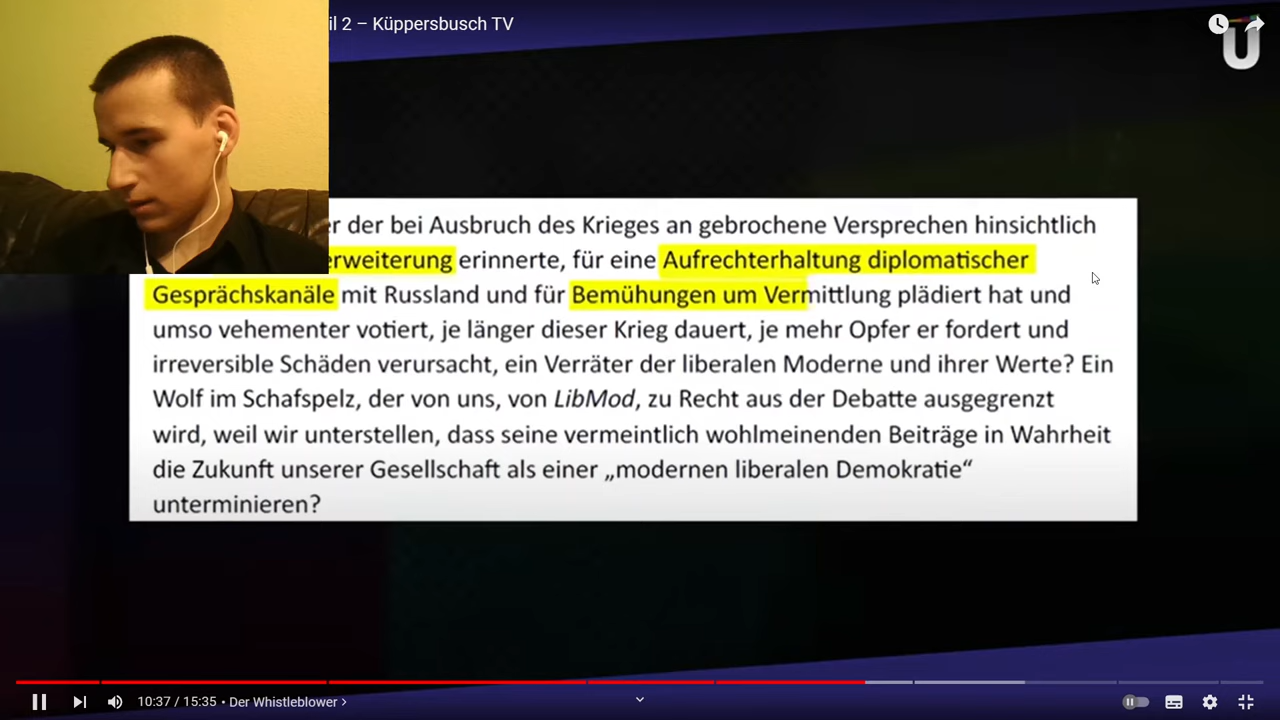 il 2 – Küppersbusch TV
U
er der bei Ausbruch des Krieges an gebrochene Versprechen hinsichtlich
erweiterung erinnerte, für eine Aufrechterhaltung diplomatischer
Gesprächskanäle mit Russland und für Bemühungen um Vermittlung plädiert hat und
umso vehementer votiert, je länger dieser Krieg dauert, je mehr Opfer er fordert und
irreversible Schäden verursacht, ein Verräter der liberalen Moderne und ihrer Werte? Ein
Wolf im Schafspelz, der von uns, von LibMod, zu Recht aus der Debatte ausgegrenzt
wird, weil wir unterstellen, dass seine vermeintlich wohlmeinenden Beiträge in Wahrheit
die Zukunft unserer Gesellschaft als einer „modernen liberalen Demokratie“
unterminieren?
10:37 / 15:35 • Der Whistleblower